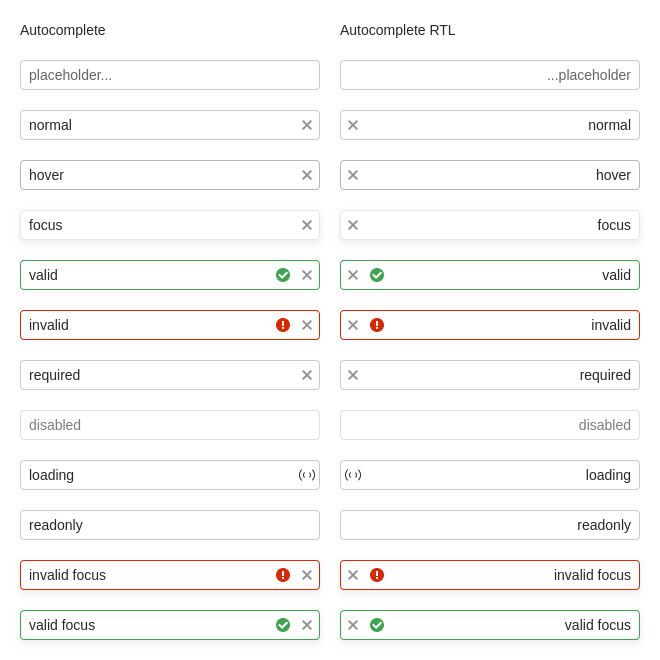 Autocomplete
Autocomplete RTL
placeholder...
...placeholder
normal
normal
hover
hover
focus
focus
valid
valid
invalid
invalid
required
required
disabled
disabled
loading
loading
readonly
readonly
invalid focus
invalid focus
valid focus
valid focus